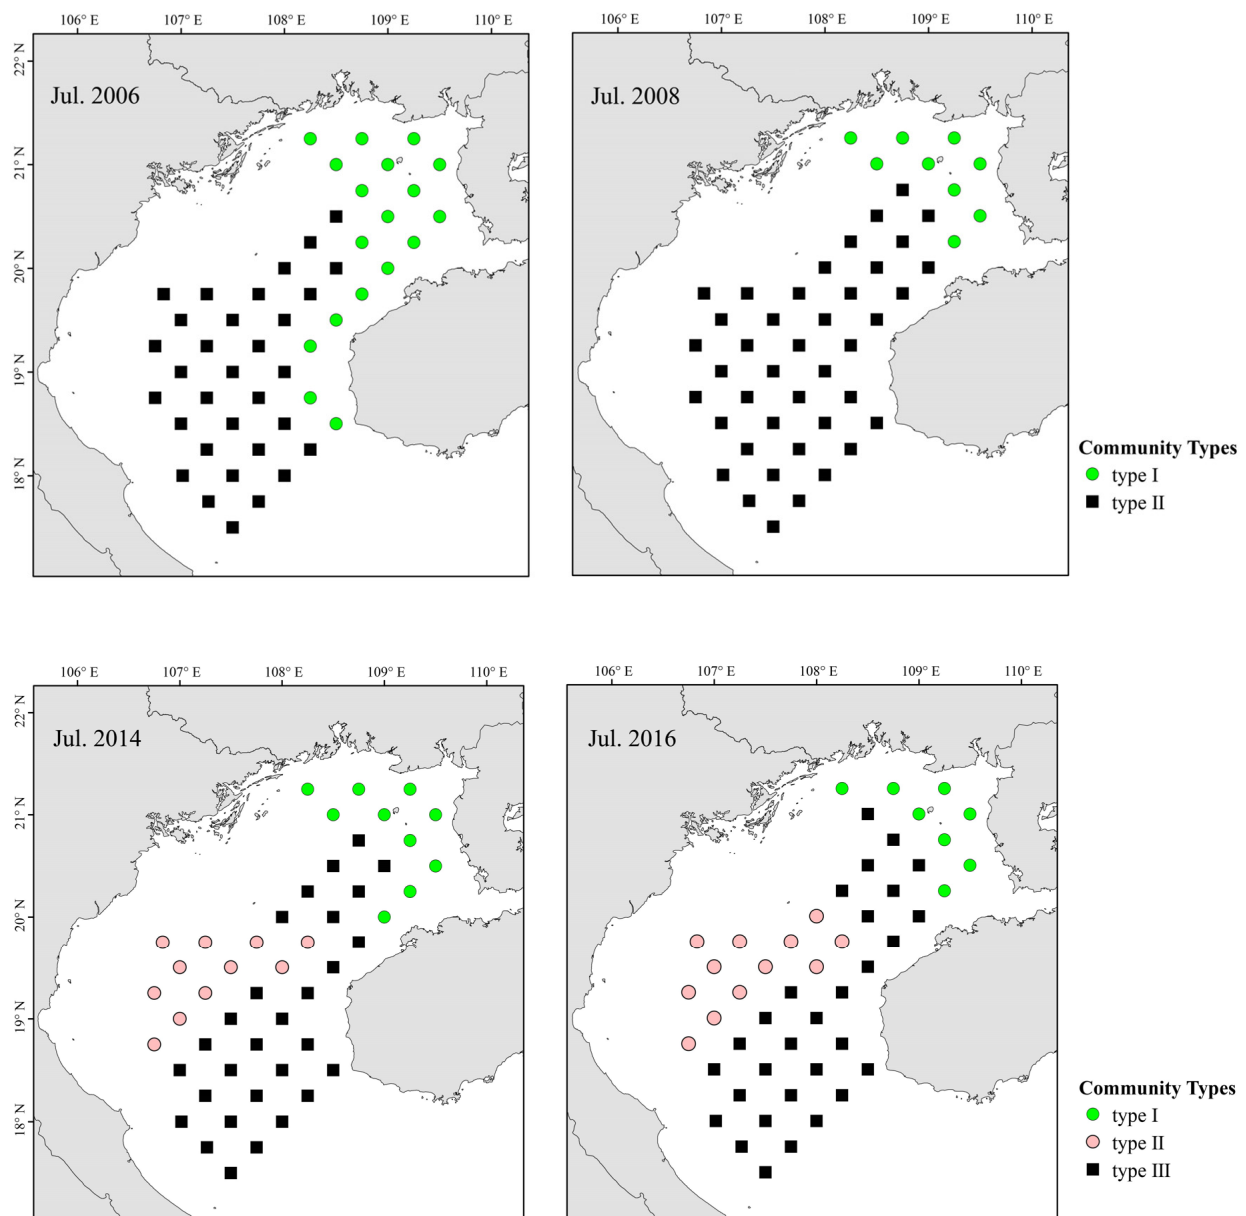 106° E 107° E 108° E 109° E 110° E
106° E 107° E 108° E 109° E 110° E
22° N
21° N
20° N
19° N
18° N
Jul. 2006
Jul. 2008
Community Types
type I
type II
106° E 107° E 108° E 109° E 110° E
106° E 107° E 108° E 109° E 110° E
22° N
21° N
20° N
19° N
18° N
Jul. 2014
Jul. 2016
Community Types
type I
type II
type III